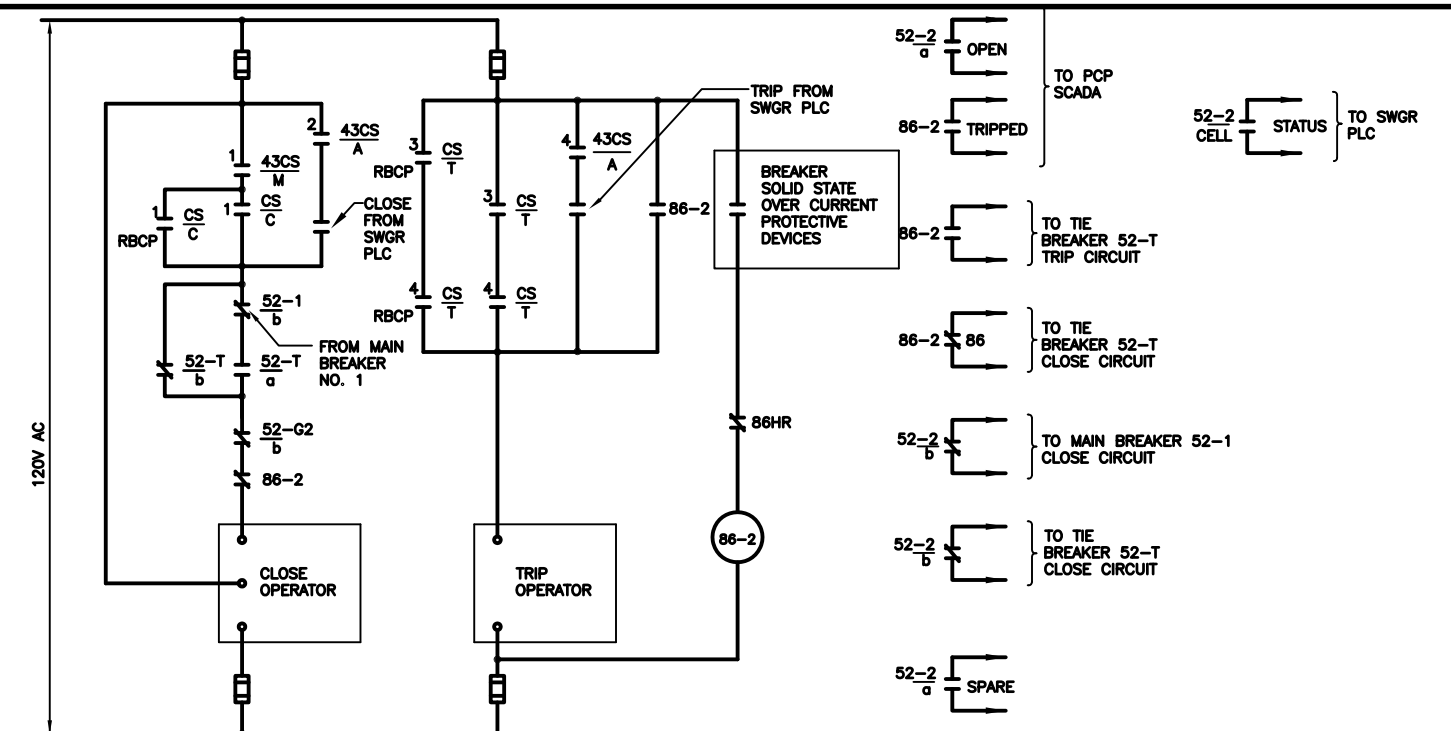 120V AC
2
43CS
A
1
43CS
M
1
CS
C
RBCP
1
CS
C
CLOSE
FROM
SWGR
PLC
52-1
b
FROM MAIN
BREAKER
NO. 1
52-T
b
52-T
a
52-G2
b
86-2
CLOSE
OPERATOR
3
CS
T
RBCP
3
CS
T
4
43CS
A
TRIP FROM
SWGR PLC
86-2
4
CS
T
RBCP
4
CS
T
BREAKER
SOLID STATE
OVER CURRENT
PROTECTIVE
DEVICES
86HR
86-2
TRIP
OPERATOR
52-2
a
OPEN
86-2
TRIPPED
TO PCP
SCADA
52-2
CELL
STATUS
TO SWGR
PLC
86-2
TO TIE
BREAKER 52-T
TRIP CIRCUIT
86-2
86
TO TIE
BREAKER 52-T
CLOSE CIRCUIT
52-2
b
TO MAIN BREAKER 52-1
CLOSE CIRCUIT
52-2
b
TO TIE
BREAKER 52-T
CLOSE CIRCUIT
52-2
a
SPARE